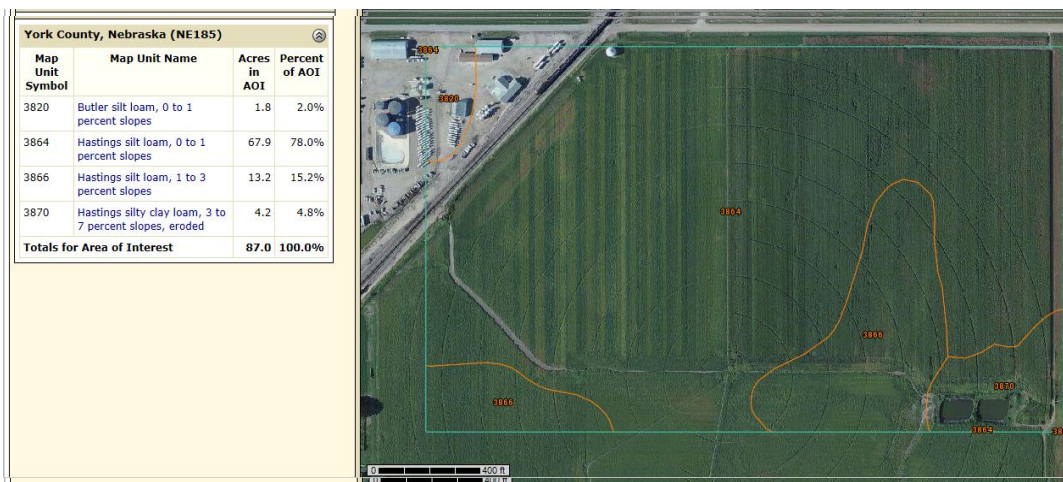 York County, Nebraska (NE185)
Map Unit Symbol Map Unit Name Acres in AOI Percent of AOI
3820 Butler silt loam, 0 to 1 percent slopes 1.8 2.0%
3864 Hastings silt loam, 0 to 1 percent slopes 67.9 78.0%
3866 Hastings silt loam, 1 to 3 percent slopes 13.2 15.2%
3870 Hastings silty clay loam, 3 to 7 percent slopes, eroded 4.2 4.8%
Totals for Area of Interest 87.0 100.0%
3864
3820
3864
3866
3870
3866
3864
0 400 ft